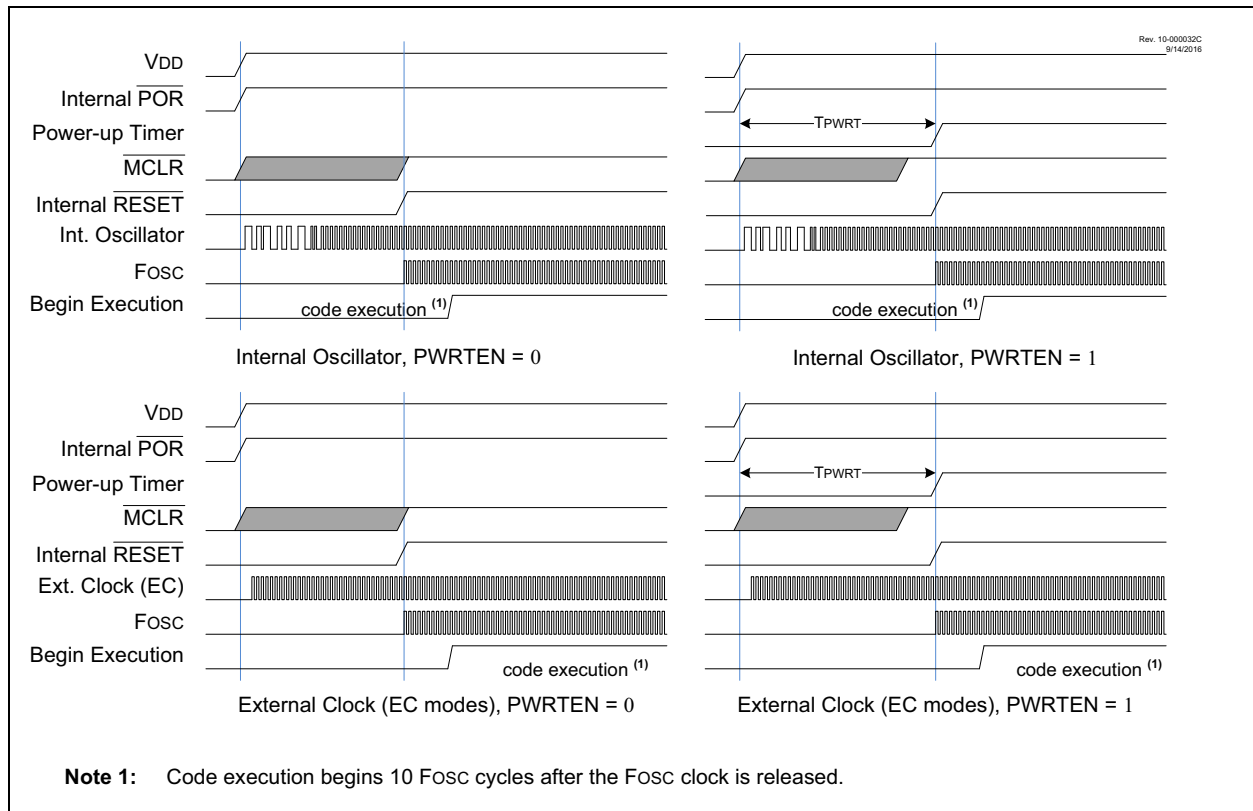 Rev. 10-000032C
9/14/2016
VDD
Internal POR
Power-up Timer
MCLR
Internal RESET
Int. Oscillator
FOSC
Begin Execution
code execution (1)
Internal Oscillator, PWRTEN = 0
TPWRT
code execution (1)
Internal Oscillator, PWRTEN = 1
VDD
Internal POR
Power-up Timer
MCLR
Internal RESET
Ext. Clock (EC)
FOSC
Begin Execution
code execution (1)
External Clock (EC modes), PWRTEN = 0
TPWRT
code execution (1)
External Clock (EC modes), PWRTEN = 1
Note 1: Code execution begins 10 FOSC cycles after the FOSC clock is released.